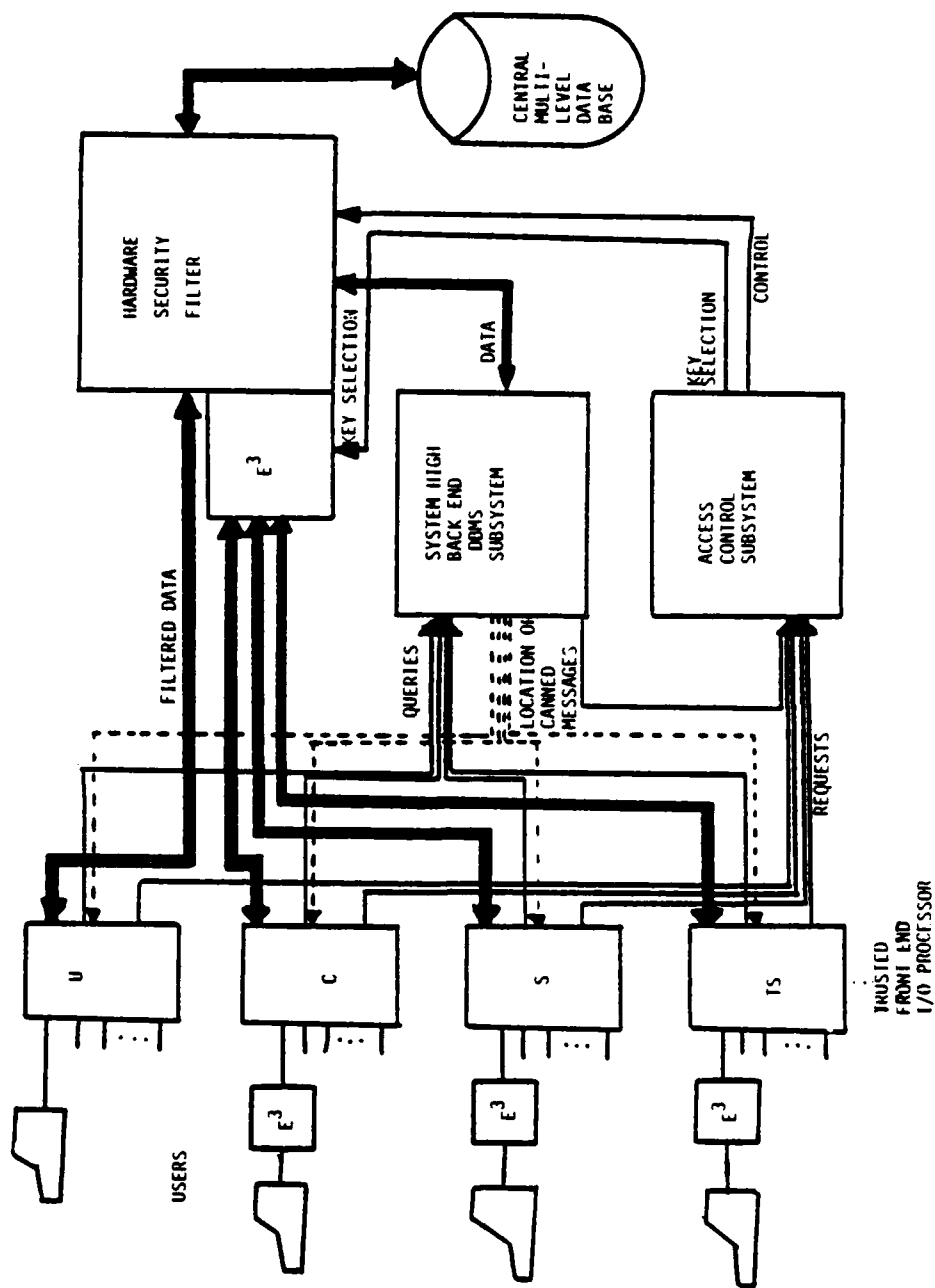 USERS
E³
E³
E³
U
C
S
TS
TRUSTED
FRONT END
I/O PROCESSOR
FILTERED DATA
QUERIES
LOCATION OF
CANNED
MESSAGES
REQUESTS
E³
HARDWARE
SECURITY
FILTER
KEY SELECTION
SYSTEM HIGH
BACK END
DDMS
SUBSYSTEM
DATA
ACCESS
CONTROL
SUBSYSTEM
KEY
SELECTION
CONTROL
CENTRAL
MULTI-
LEVEL
DATA
BASE